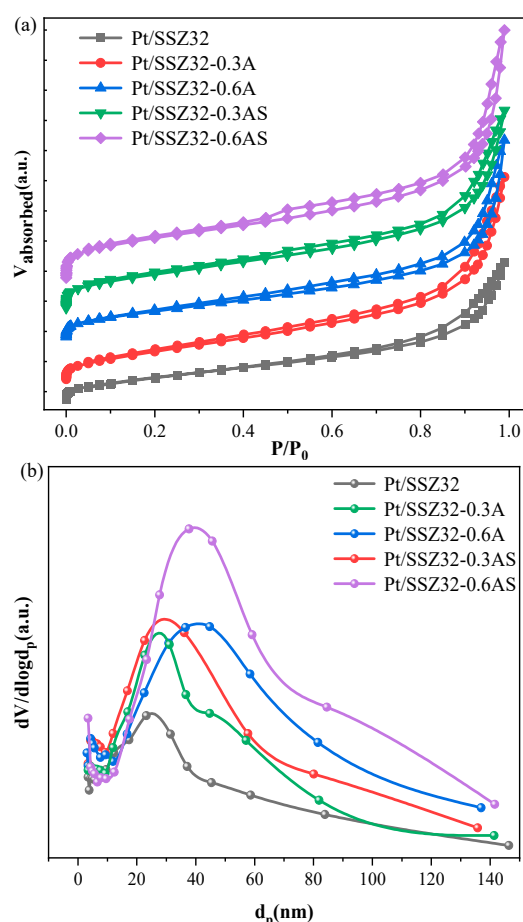 (a)
Pt/SSZ32
Pt/SSZ32-0.3A
Pt/SSZ32-0.6A
Pt/SSZ32-0.3AS
Pt/SSZ32-0.6AS
Vabsorbed(a.u.)
0.0 0.2 0.4 0.6 0.8 1.0
P/P0
(b)
Pt/SSZ32
Pt/SSZ32-0.3A
Pt/SSZ32-0.6A
Pt/SSZ32-0.3AS
Pt/SSZ32-0.6AS
dV/dlogdp(a.u.)
0 20 40 60 80 100 120 140
dp(nm)